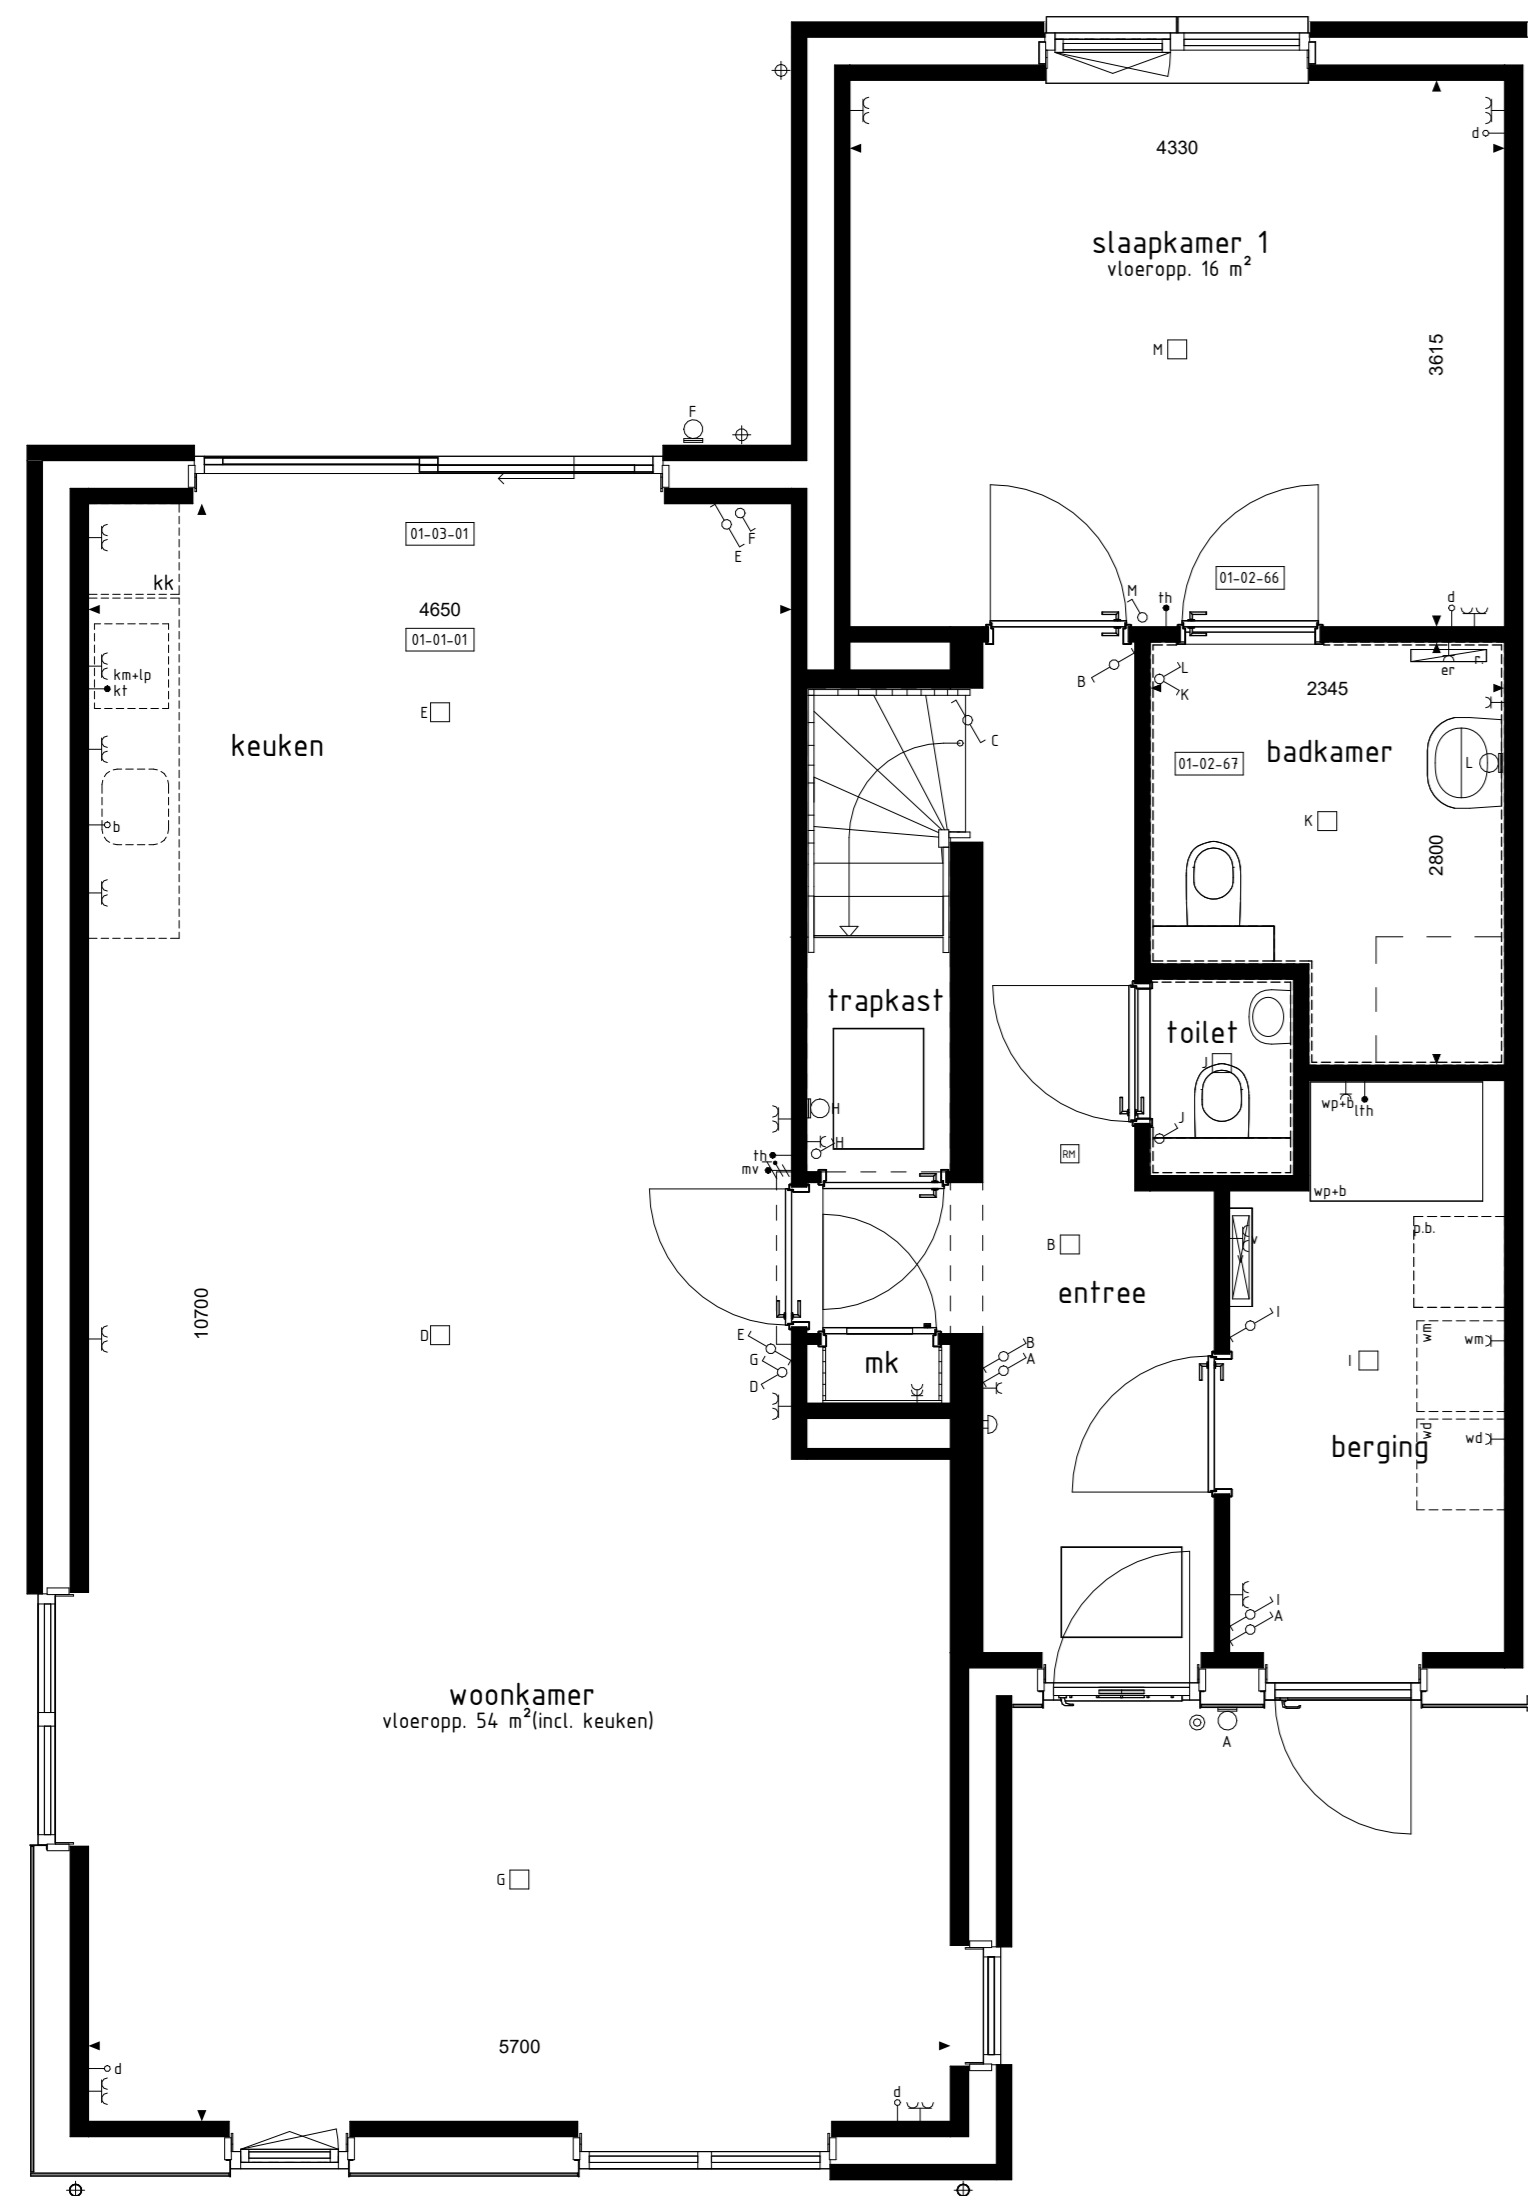 4330
d
slaapkamer 1
vloeropp. 16 m²
M
3615
F
01-03-01
F
E
kk
4650
01-01-01
01-02-66
M
th
d
km+lp
kt
E
keuken
B
L
K
2345
er
r.
C
badkamer
01-02-67
L
K
b
2800
trapkast
toilet
J
H
H
J
wp+b
lth
RM
th
mv
wp+b
p.b.
v
B
entree
10700
D
E
G
D
mk
B
A
I
I
wm
wm
wd
wd
berging
I
A
woonkamer
vloeropp. 54 m²(incl. keuken)
A
G
5700
d
d